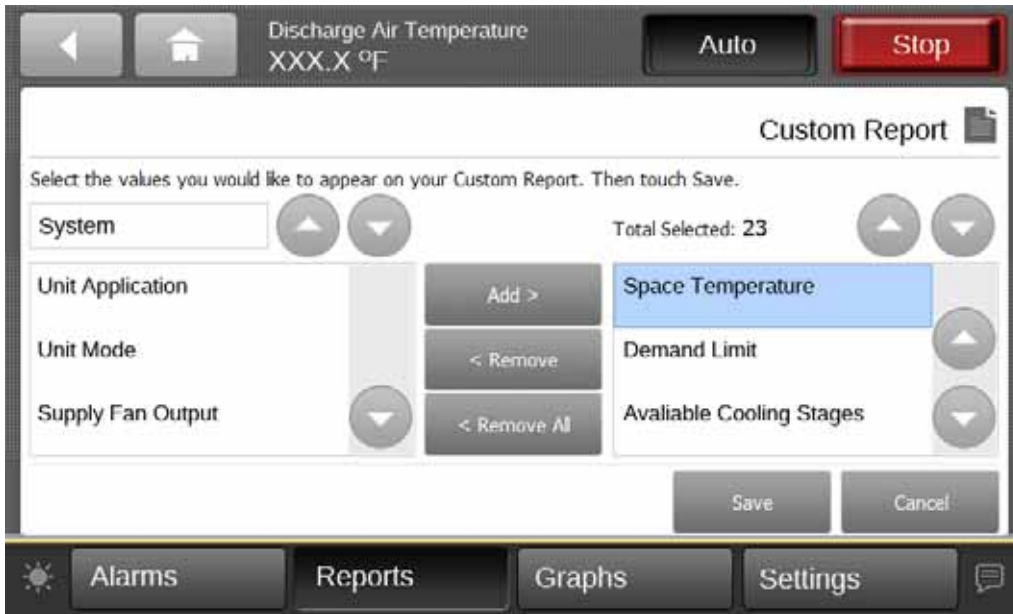 Discharge Air Temperature
XXX.X ºF
Auto
Stop
Custom Report
Select the values you would like to appear on your Custom Report. Then touch Save.
System
Total Selected: 23
Unit Application
Unit Mode
Supply Fan Output
Add >
< Remove
< Remove All
Space Temperature
Demand Limit
Avaliable Cooling Stages
Save
Cancel
Alarms
Reports
Graphs
Settings